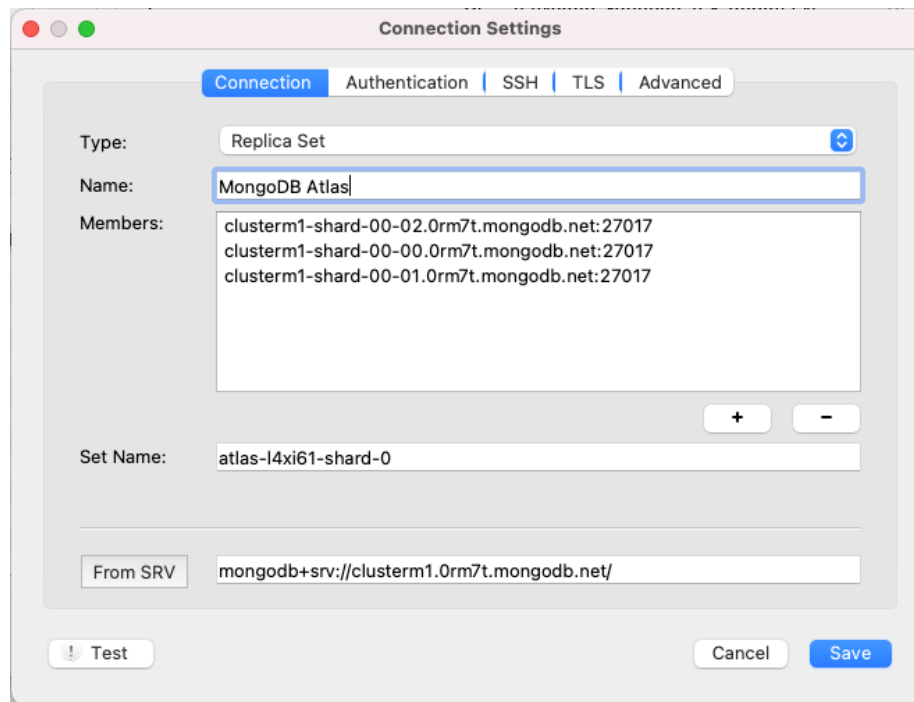 Connection Settings
Connection Authentication SSH TLS Advanced
Type: Replica Set
Name: MongoDB Atlas
Members: clusterm1-shard-00-02.0rm7t.mongodb.net:27017
clusterm1-shard-00-00.0rm7t.mongodb.net:27017
clusterm1-shard-00-01.0rm7t.mongodb.net:27017
+ -
Set Name: atlas-l4xi61-shard-0
From SRV mongodb+srv://clusterm1.0rm7t.mongodb.net/
! Test Cancel Save